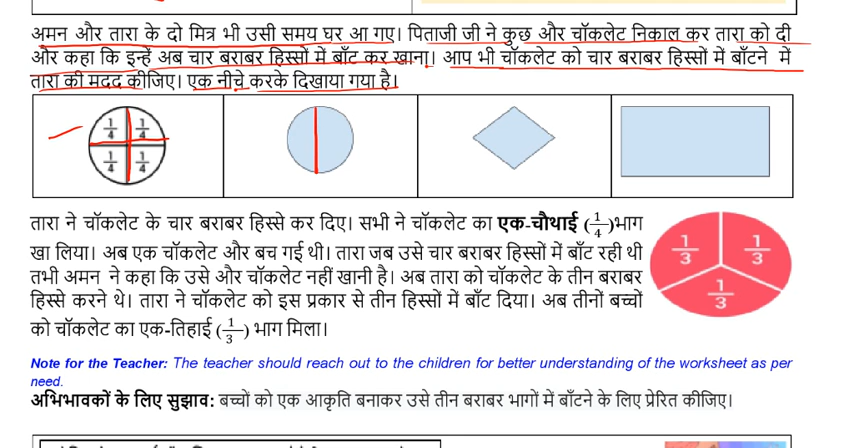 अमन और तारा के दो मित्र भी उसी समय घर आ गए। पिताजी जी ने कुछ और चॉकलेट निकाल कर तारा को दी
और कहा कि इन्हें अब चार बराबर हिस्सों में बाँट कर खाना। आप भी चॉकलेट को चार बराबर हिस्सों में बाँटने में
तारा की मदद कीजिए। एक नीचे करके दिखाया गया है।
1/4 1/4
1/4 1/4
तारा ने चॉकलेट के चार बराबर हिस्से कर दिए। सभी ने चॉकलेट का एक-चौथाई (1/4)भाग
खा लिया। अब एक चॉकलेट और बच गई थी। तारा जब उसे चार बराबर हिस्सों में बाँट रही थी
तभी अमन ने कहा कि उसे और चॉकलेट नहीं खानी है। अब तारा को चॉकलेट के तीन बराबर
हिस्से करने थे। तारा ने चॉकलेट को इस प्रकार से तीन हिस्सों में बाँट दिया। अब तीनों बच्चों
को चॉकलेट का एक-तिहाई (1/3) भाग मिला।
1/3 1/3
1/3
Note for the Teacher: The teacher should reach out to the children for better understanding of the worksheet as per
need.
अभिभावकों के लिए सुझाव: बच्चों को एक आकृति बनाकर उसे तीन बराबर भागों में बाँटने के लिए प्रेरित कीजिए।